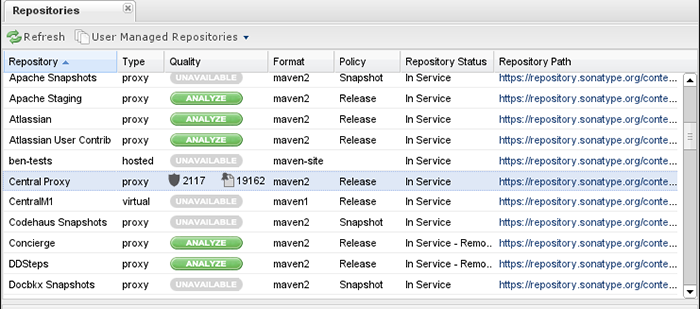 Repositories
Refresh User Managed Repositories
Repository Type Quality Format Policy Repository Status Repository Path
Apache Snapshots proxy UNAVAILABLE maven2 Snapshot In Service https://repository.sonatype.org/conte...
Apache Staging proxy ANALYZE maven2 Release In Service https://repository.sonatype.org/conte...
Atlassian proxy ANALYZE maven2 Release In Service https://repository.sonatype.org/conte...
Atlassian User Contrib proxy ANALYZE maven2 Release In Service https://repository.sonatype.org/conte...
ben-tests hosted UNAVAILABLE maven-site In Service https://repository.sonatype.org/conte...
Central Proxy proxy 2117 19162 maven2 Release In Service https://repository.sonatype.org/conte...
CentralM1 virtual UNAVAILABLE maven1 Release In Service https://repository.sonatype.org/conte...
Codehaus Snapshots proxy UNAVAILABLE maven2 Snapshot In Service https://repository.sonatype.org/conte...
Concierge proxy ANALYZE maven2 Release In Service - Remo... https://repository.sonatype.org/conte...
DDSteps proxy ANALYZE maven2 Release In Service - Remo... https://repository.sonatype.org/conte...
Docbkx Snapshots proxy UNAVAILABLE maven2 Snapshot In Service https://repository.sonatype.org/conte...